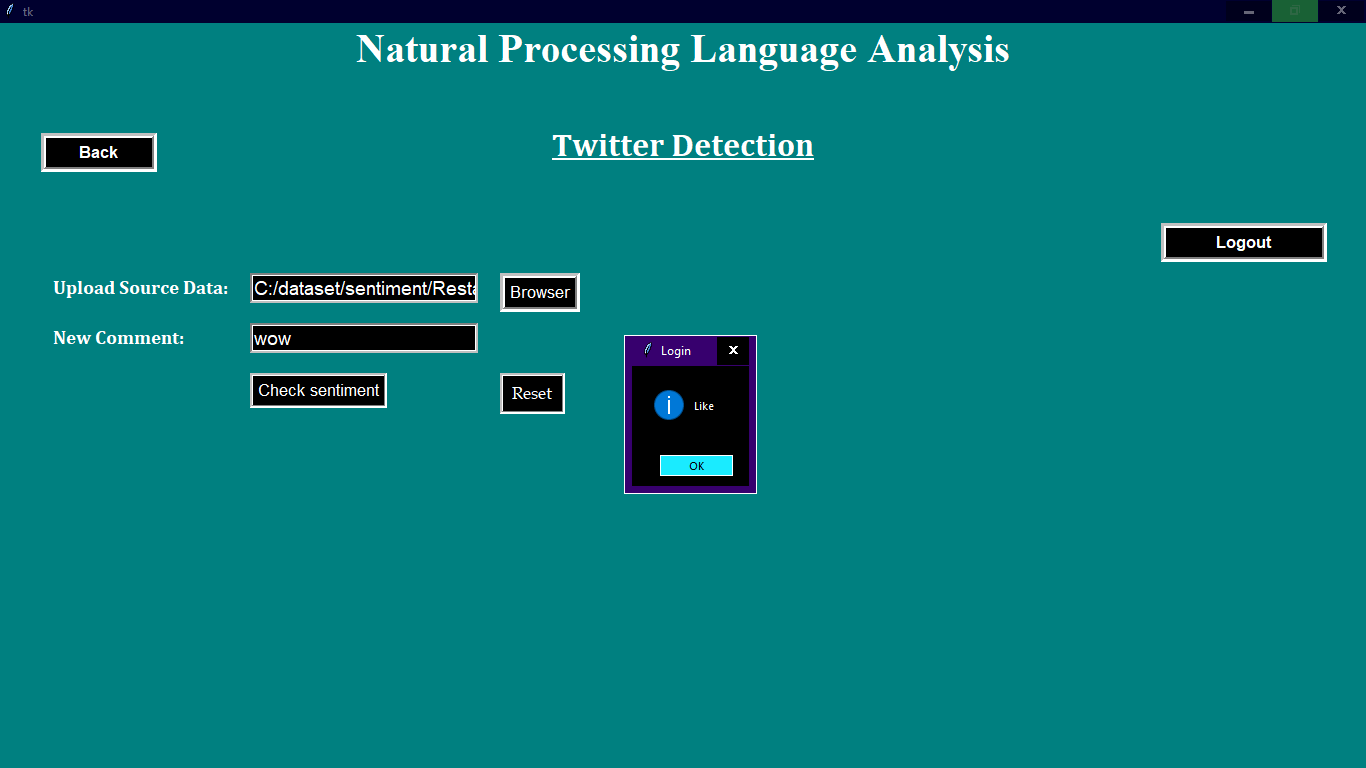 tk
Natural Processing Language Analysis
Back
Twitter Detection
Logout
Upload Source Data: C:/dataset/sentiment/Resta Browser
New Comment: wow
Check sentiment Reset
Login
Like
OK